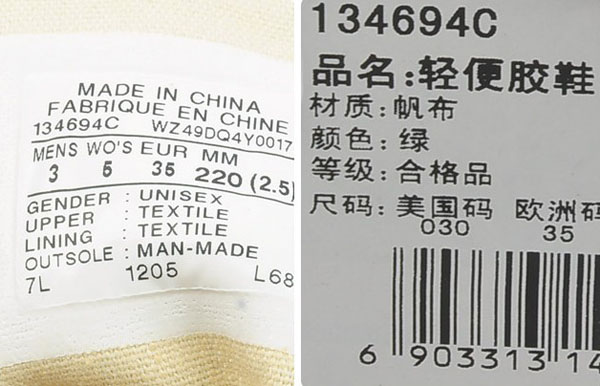 MADE IN CHINA
FABRIQUE EN CHINE
134694C WZ49DQ4Y0017
MENS WO'S EUR MM
3 5 35 220 (2.5)
GENDER : UNISEX
UPPER : TEXTILE
LINING : TEXTILE
OUTSOLE : MAN-MADE
7L 1205 L68
134694C
品名:轻便胶鞋
材质:帆布
颜色:绿
等级:合格品
尺码:美国码 欧洲码
030 35
6 903313 14